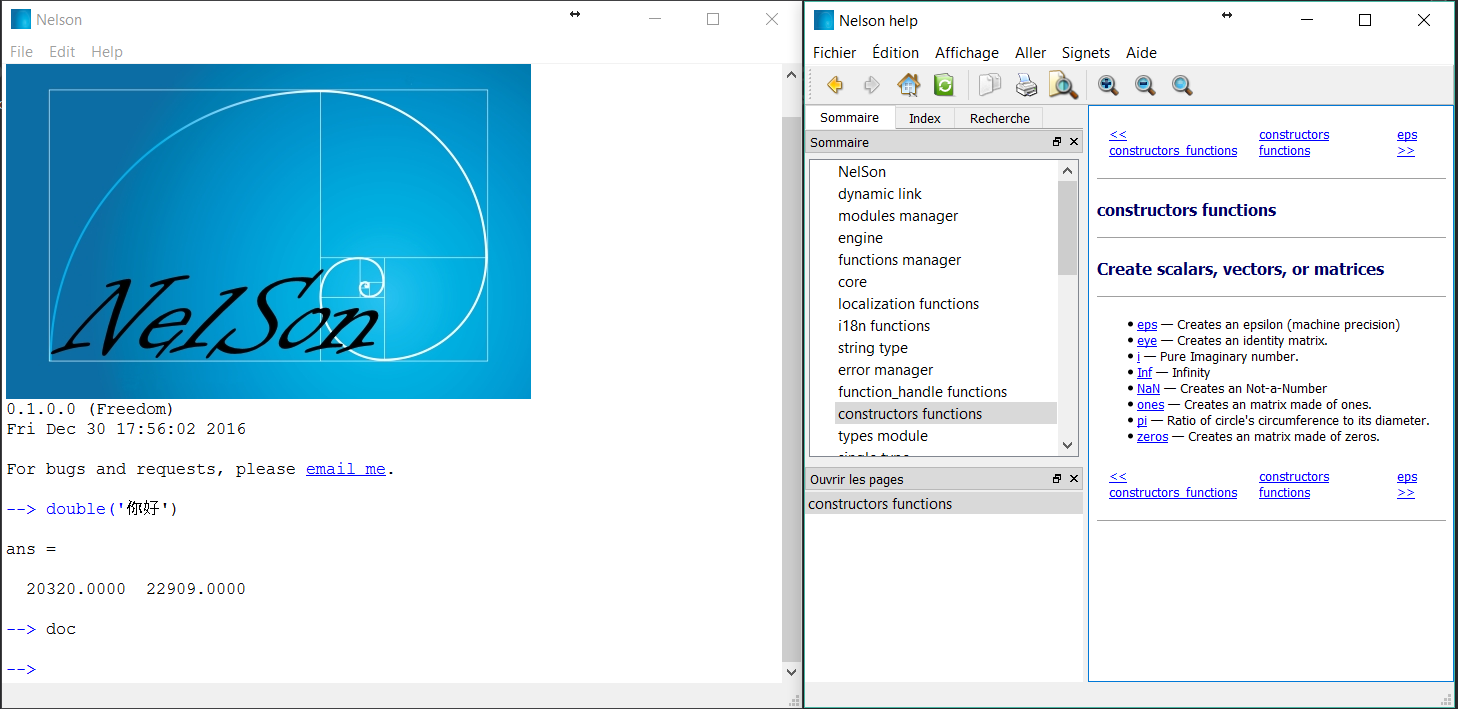 Nelson
File Edit Help
NelSon
0.1.0.0 (Freedom)
Fri Dec 30 17:56:02 2016
For bugs and requests, please email me.
--> double('你好')
ans =
20320.0000 22909.0000
--> doc
-->
Nelson help
Fichier Édition Affichage Aller Signets Aide
Sommaire Index Recherche
Sommaire
NelSon
dynamic link
modules manager
engine
functions manager
core
localization functions
i18n functions
string type
error manager
function_handle functions
constructors functions
types module
single type
Ouvrir les pages
constructors functions
<< constructors functions eps
constructors_functions functions >>
constructors functions
Create scalars, vectors, or matrices
• eps — Creates an epsilon (machine precision)
• eye — Creates an identity matrix.
• i — Pure Imaginary number.
• Inf — Infinity
• NaN — Creates an Not-a-Number
• ones — Creates an matrix made of ones.
• pi — Ratio of circle's circumference to its diameter.
• zeros — Creates an matrix made of zeros.
<< constructors eps
constructors_functions functions >>